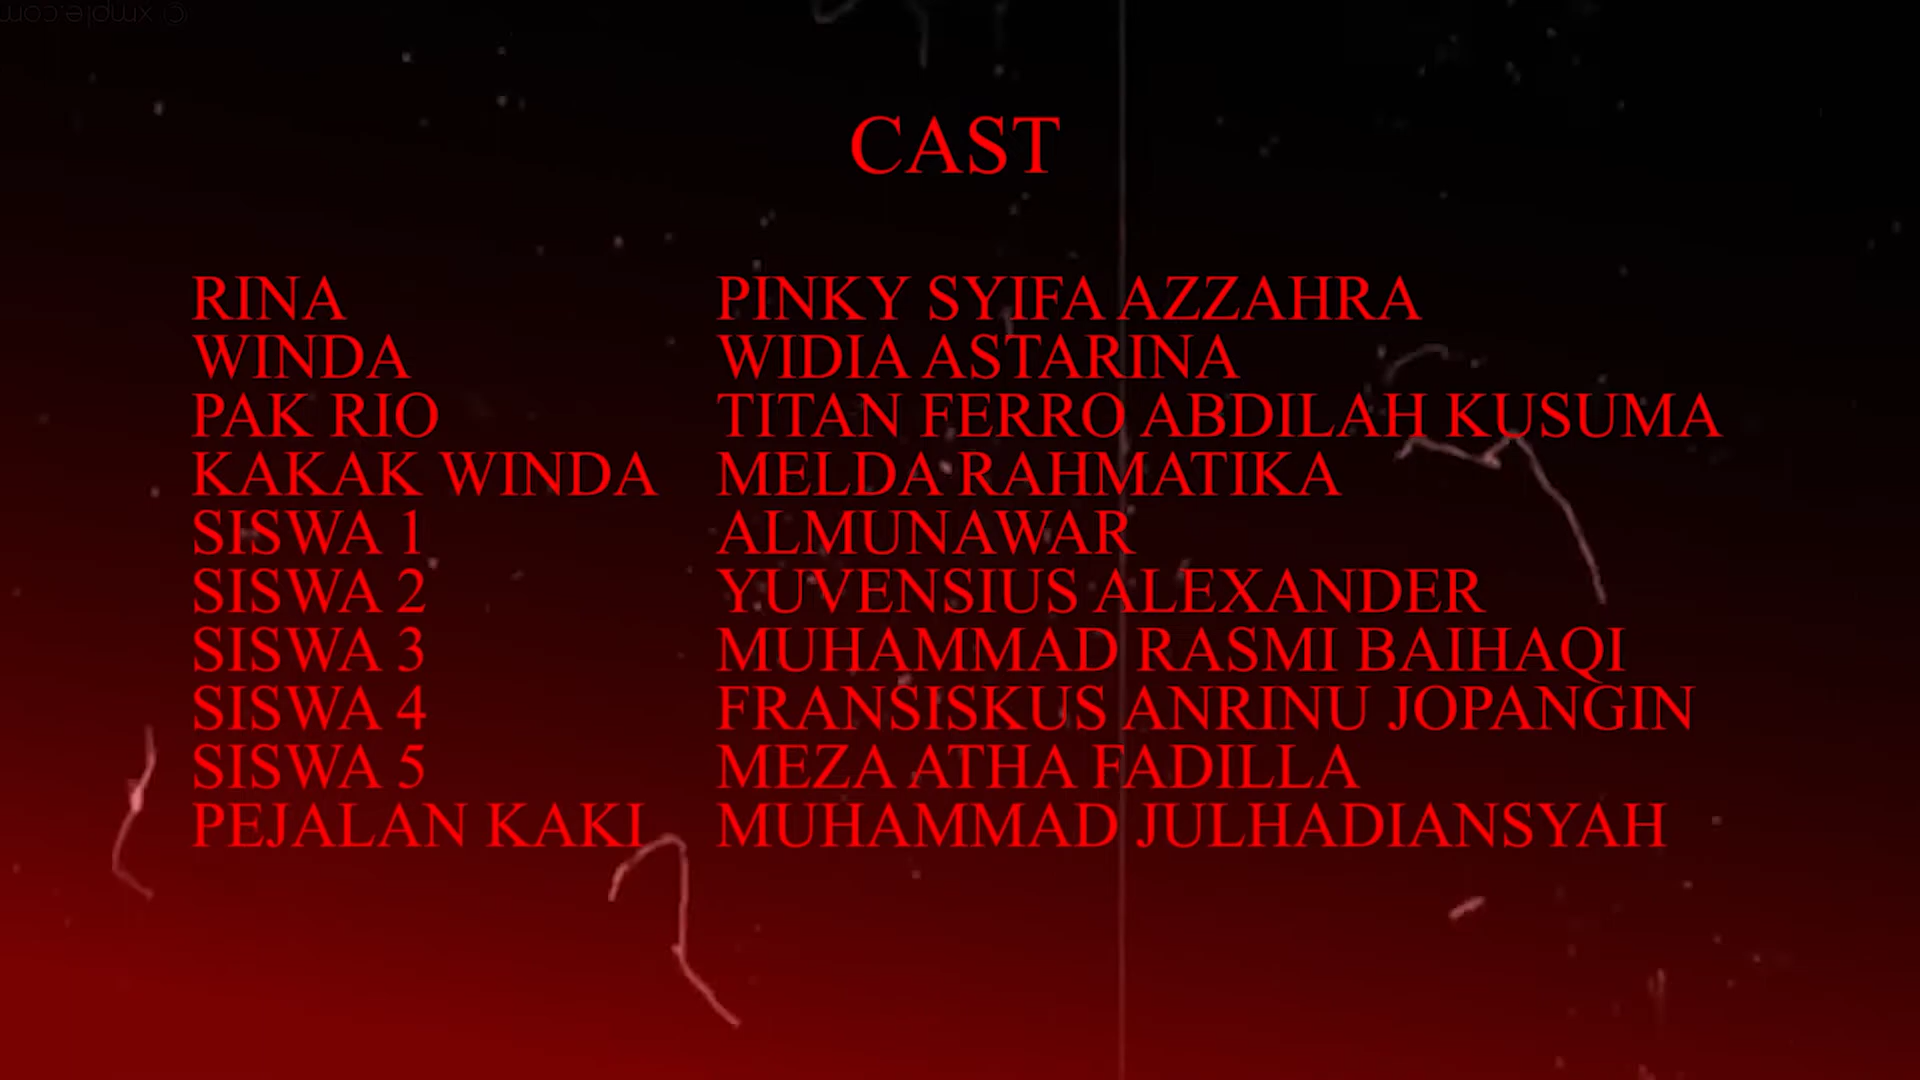 © xmple.com
CAST
RINA PINKY SYIFA AZZAHRA
WINDA WIDIA ASTARINA
PAK RIO TITAN FERRO ABDILAH KUSUMA
KAKAK WINDA MELDA RAHMATIKA
SISWA 1 ALMUNAWAR
SISWA 2 YUVENSIUS ALEXANDER
SISWA 3 MUHAMMAD RASMI BAIHAQI
SISWA 4 FRANSISKUS ANRINU JOPANGIN
SISWA 5 MEZA ATHA FADILLA
PEJALAN KAKI MUHAMMAD JULHADIANSYAH